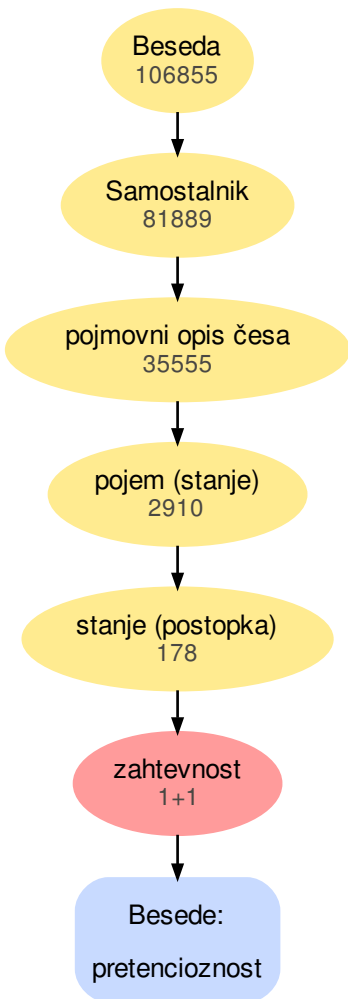 Beseda
106855
Samostalnik
81889
pojmovni opis česa
35555
pojem (stanje)
2910
stanje (postopka)
178
zahtevnost
1+1
Besede:
pretencioznost